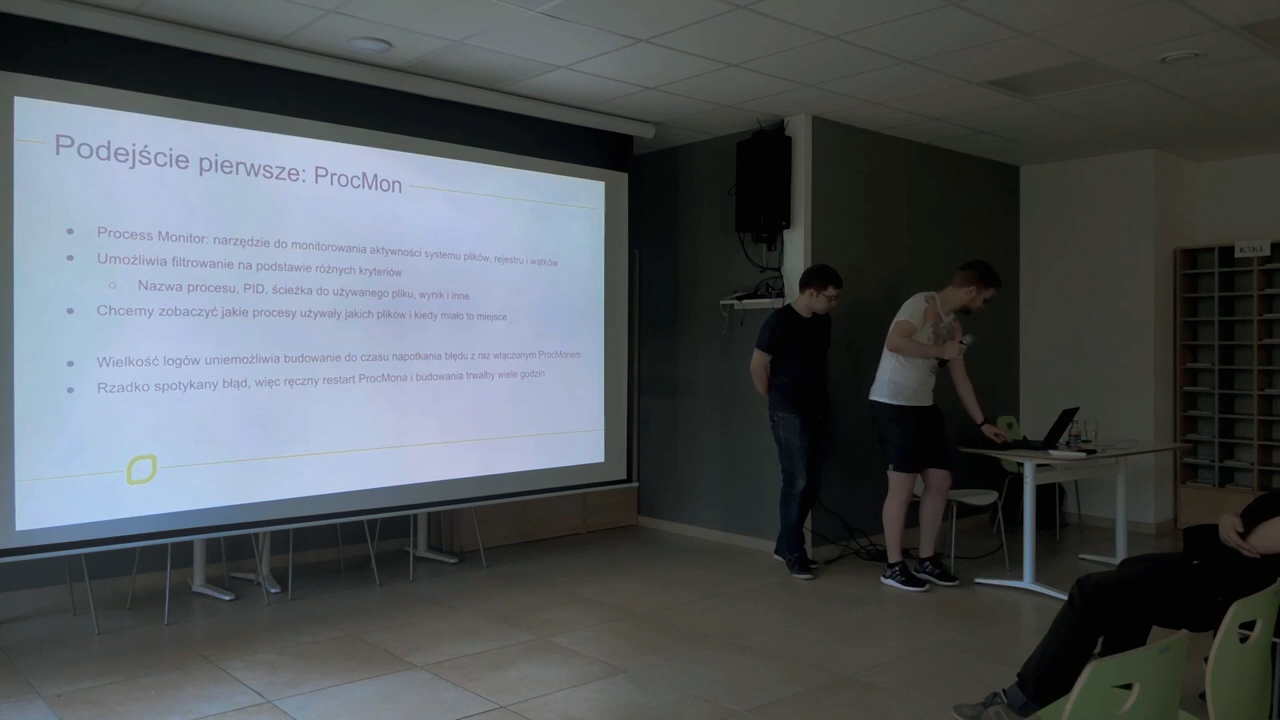 Podejście pierwsze: ProcMon
Process Monitor: narzędzie do monitorowania aktywności systemu plików, rejestru i wątków
Umożliwia filtrowanie na podstawie różnych kryteriów
Nazwa procesu, PID, ścieżka do używanego pliku, wynik i inne
Chcemy zobaczyć jakie procesy używały jakich plików i kiedy miało to miejsce
Wielkość logów uniemożliwia budowanie do czasu napotkania błędu z raz włączonym ProcMonem
Rzadko spotykany błąd, więc ręczny restart ProcMona i budowania trwałby wiele godzin